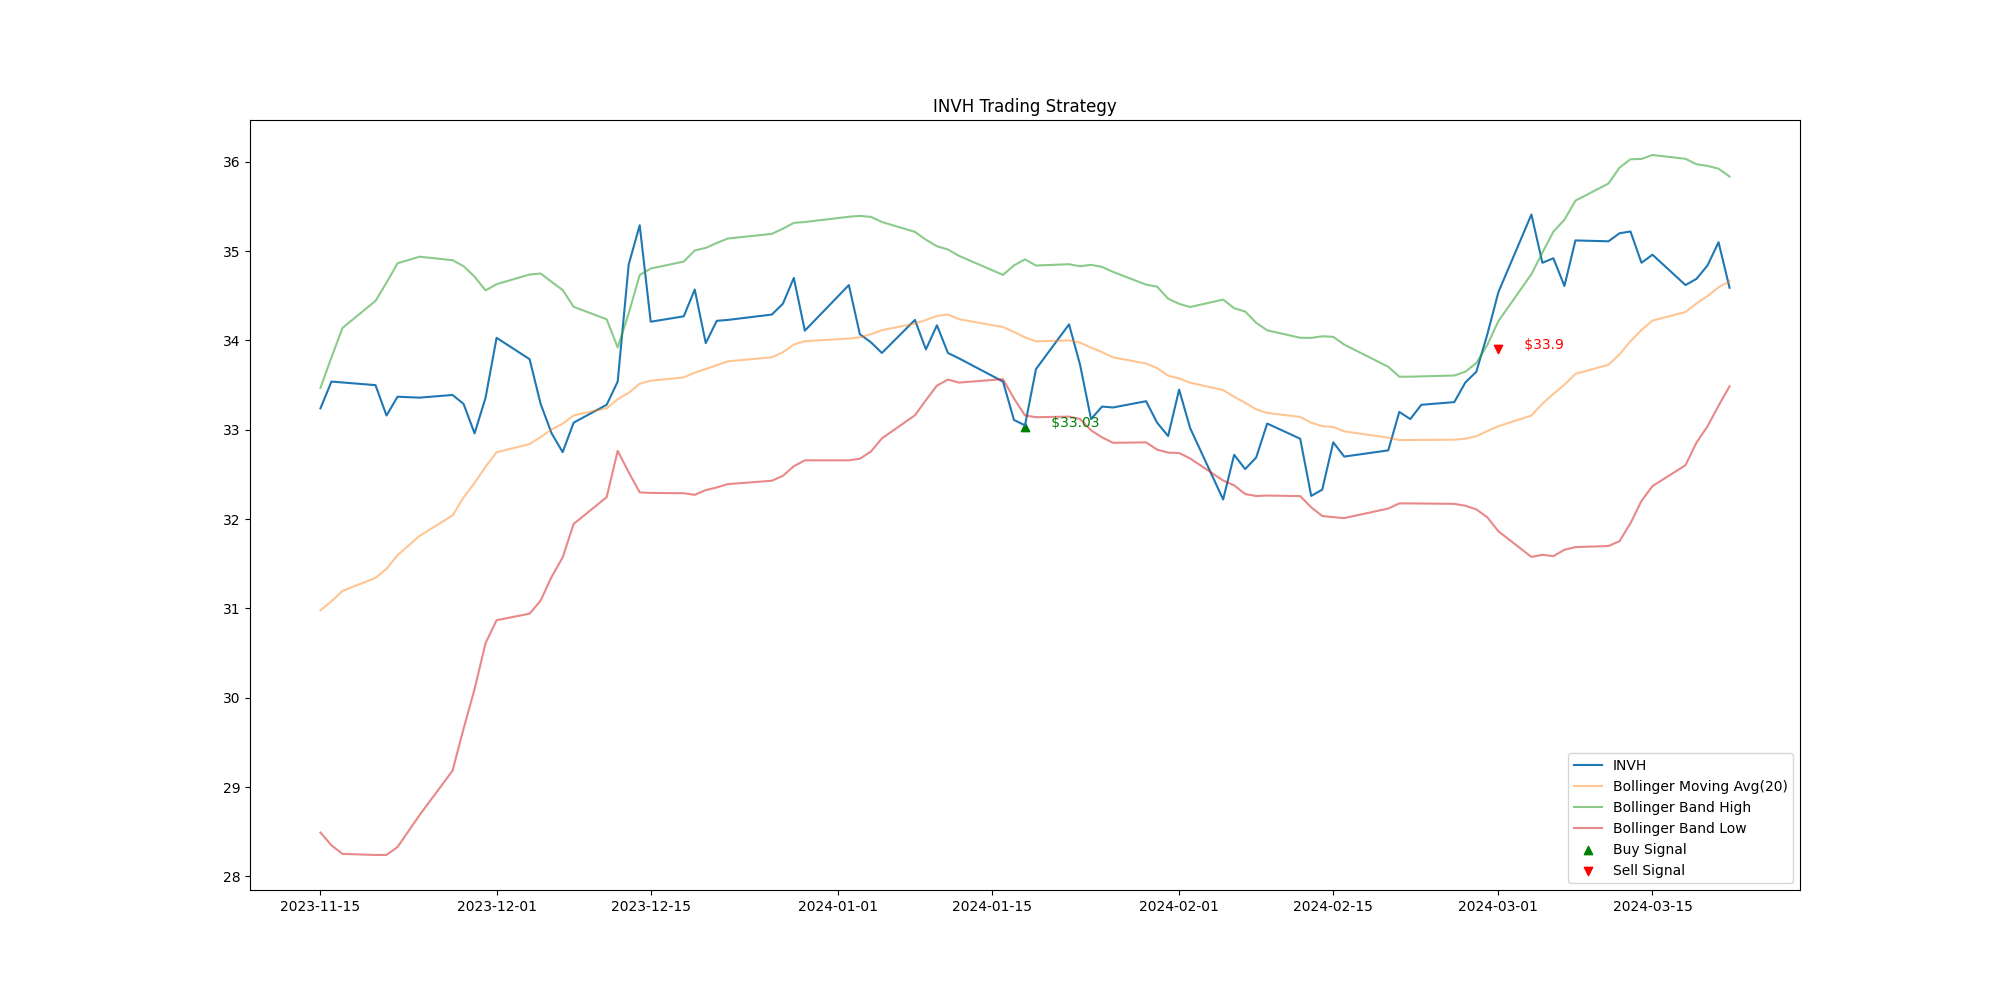 INVH Trading Strategy
36
35
34
33
32
31
30
29
28
$33.9
$33.03
INVH
Bollinger Moving Avg(20)
Bollinger Band High
Bollinger Band Low
Buy Signal
Sell Signal
2023-11-15 2023-12-01 2023-12-15 2024-01-01 2024-01-15 2024-02-01 2024-02-15 2024-03-01 2024-03-15